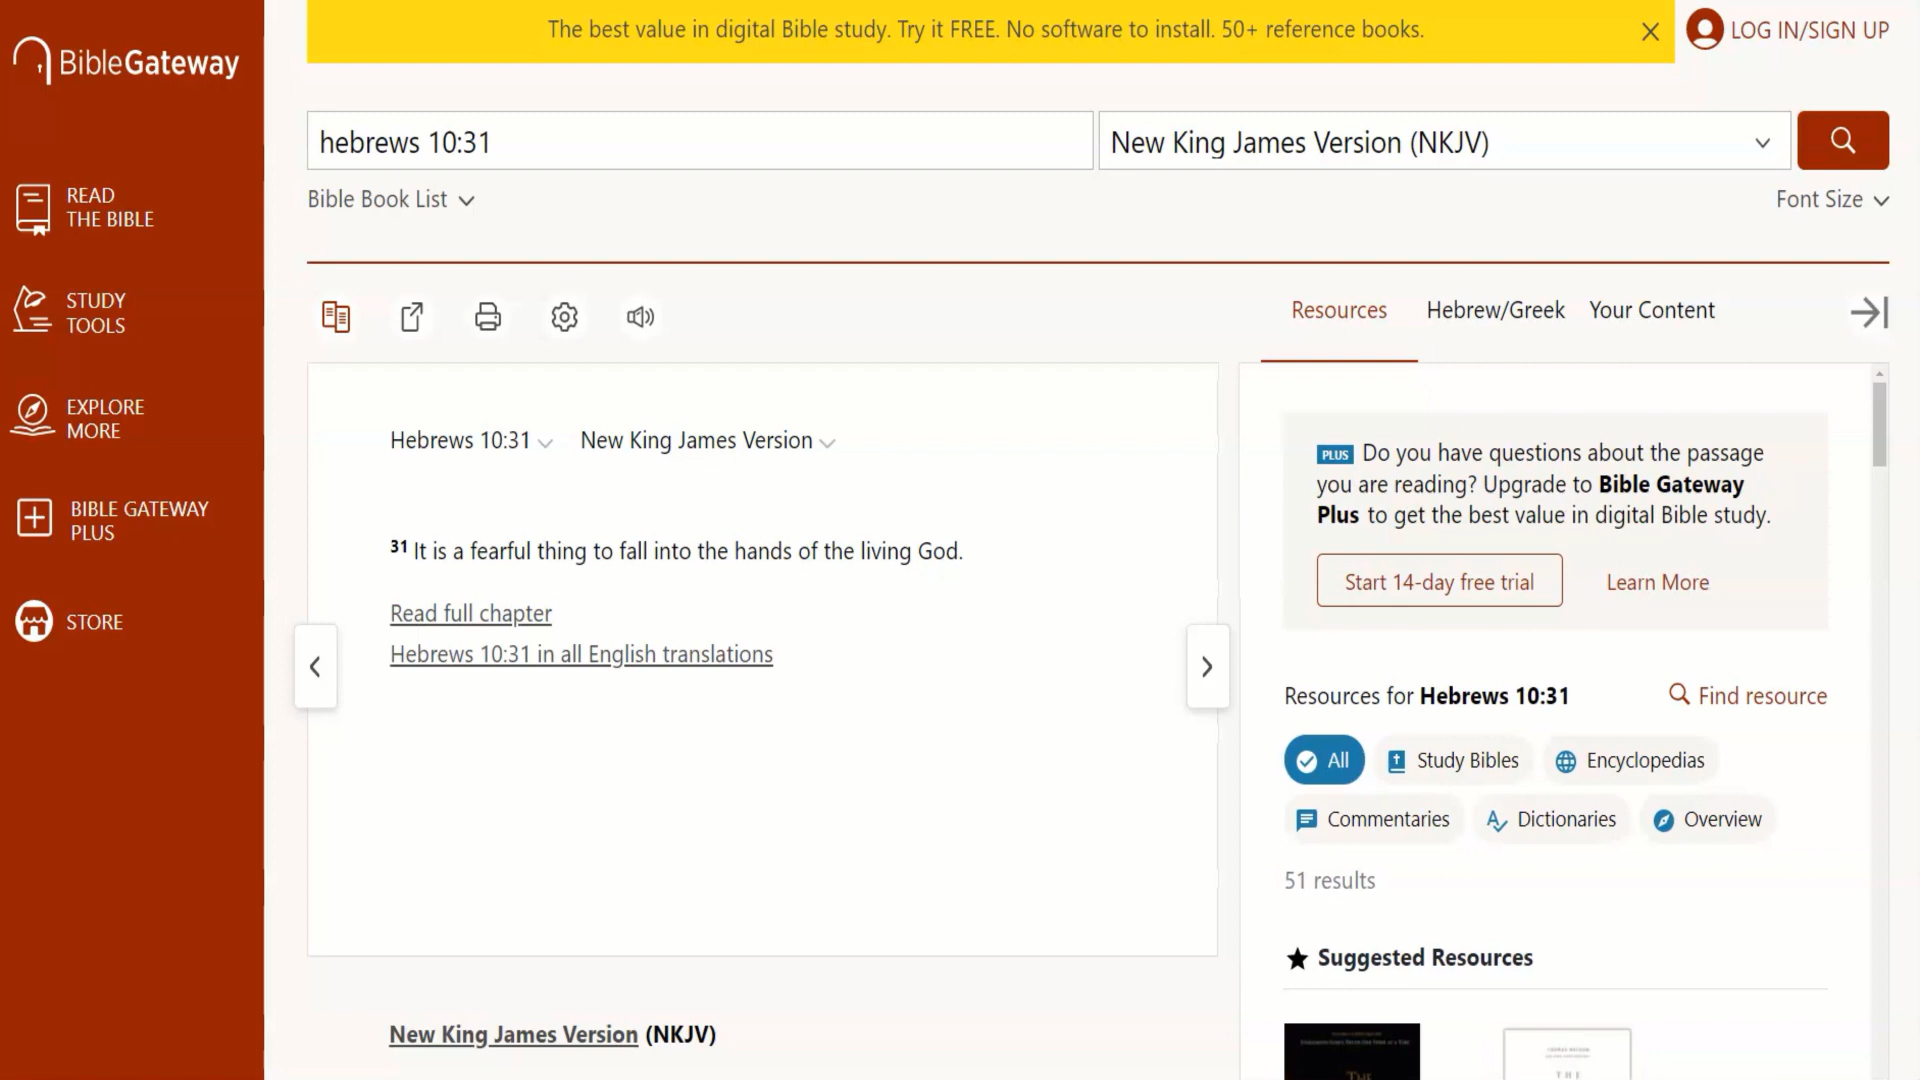 The best value in digital Bible study. Try it FREE. No software to install. 50+ reference books.
LOG IN/SIGN UP
BibleGateway
hebrews 10:31
New King James Version (NKJV)
Bible Book List
Font Size
READ
THE BIBLE
STUDY
TOOLS
EXPLORE
MORE
BIBLE GATEWAY
PLUS
STORE
Resources
Hebrew/Greek
Your Content
Hebrews 10:31
New King James Version
31 It is a fearful thing to fall into the hands of the living God.
Read full chapter
Hebrews 10:31 in all English translations
New King James Version (NKJV)
PLUS Do you have questions about the passage
you are reading? Upgrade to Bible Gateway
Plus to get the best value in digital Bible study.
Start 14-day free trial
Learn More
Resources for Hebrews 10:31
Find resource
All
Study Bibles
Encyclopedias
Commentaries
Dictionaries
Overview
51 results
Suggested Resources
THE
THOMAS NELSON
THE